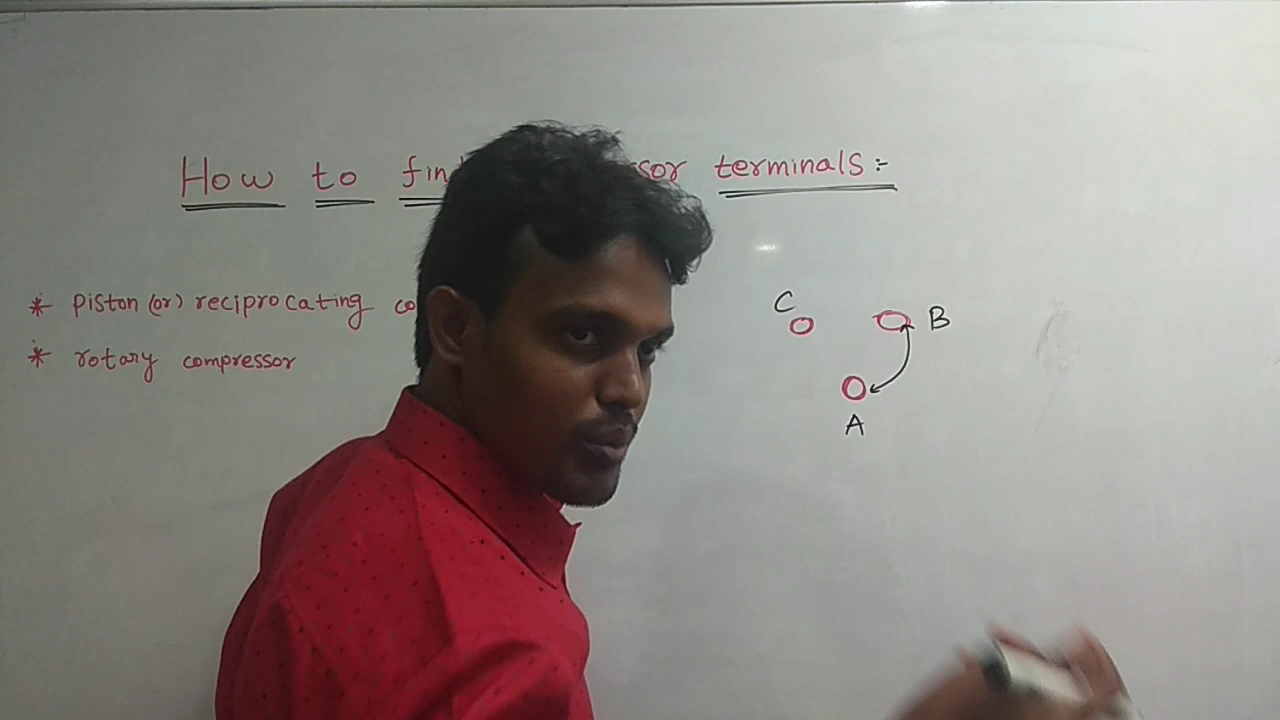 How to fin sor terminals:-
* Piston (or) reciprocating co
* rotary compressor
C
B
A